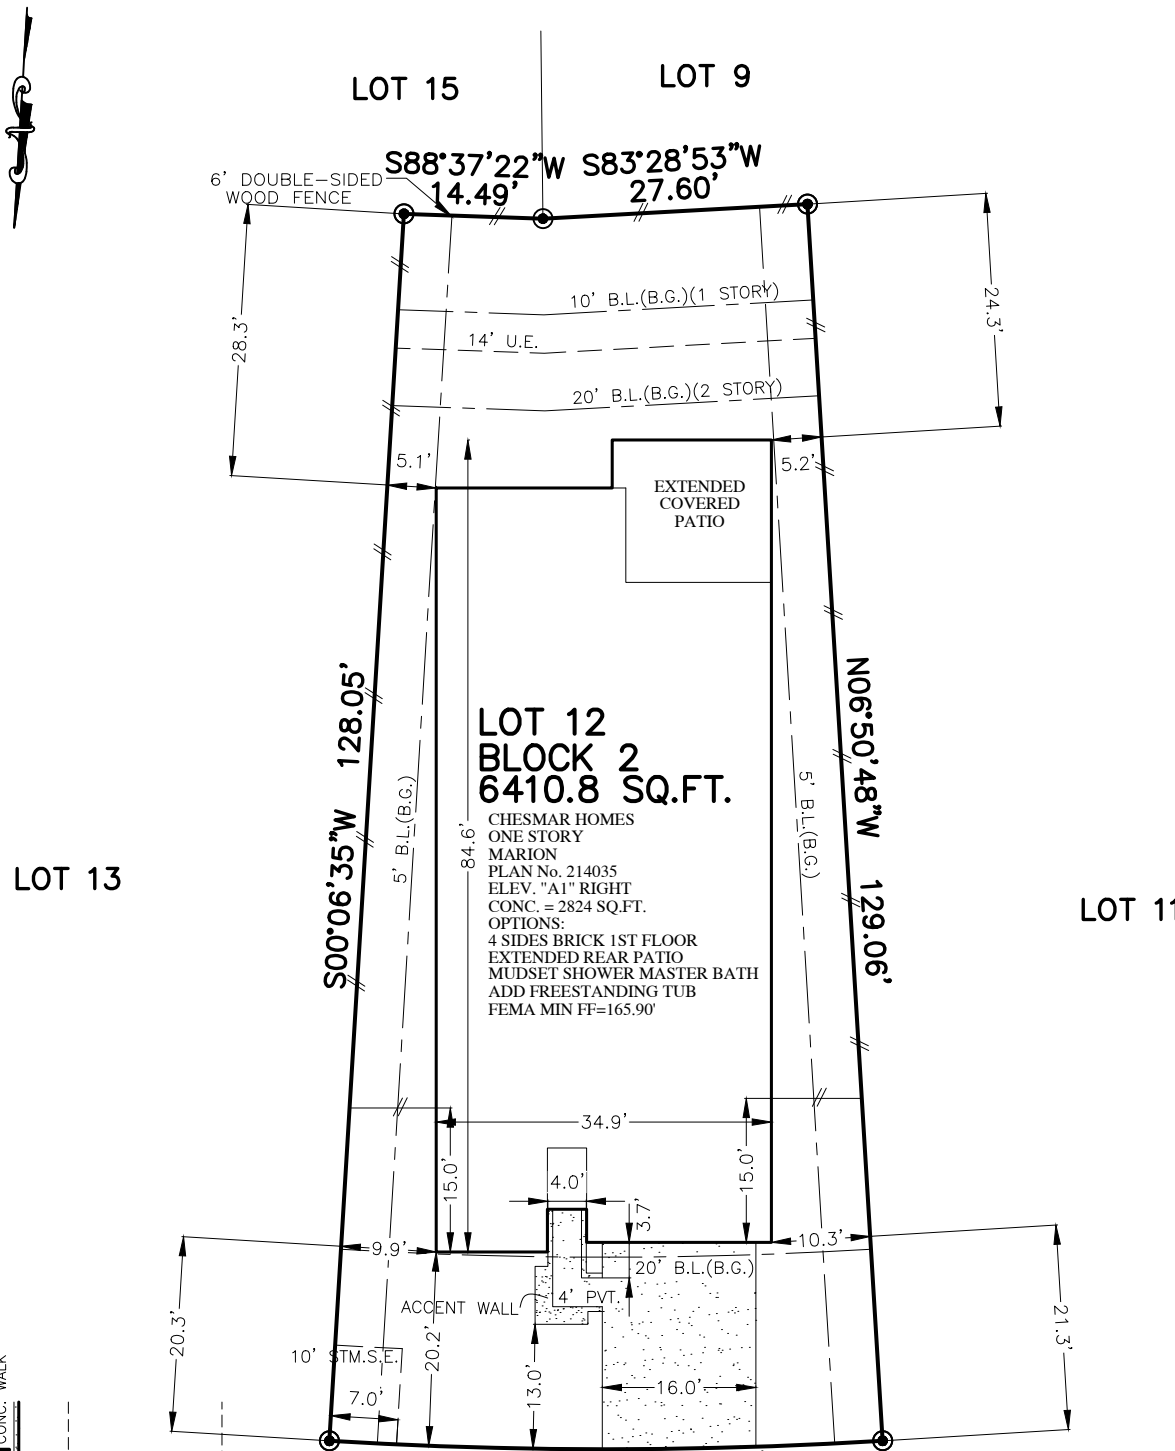 LOT 15
LOT 9
S88°37'22"W
14.49'
S83°28'53"W
27.60'
6' DOUBLE-SIDED
WOOD FENCE
28.3'
24.3'
10' B.L.(B.G.)(1 STORY)
14' U.E.
20' B.L.(B.G.)(2 STORY)
5.1'
5.2'
EXTENDED
COVERED
PATIO
S00°06'35"W 128.05'
N06°50'48"W 129.06'
5' B.L.(B.G.)
5' B.L.(B.G.)
84.6'
LOT 12
BLOCK 2
6410.8 SQ.FT.
CHESMAR HOMES
ONE STORY
MARION
PLAN No. 214035
ELEV. "A1" RIGHT
CONC. = 2824 SQ.FT.
OPTIONS:
4 SIDES BRICK 1ST FLOOR
EXTENDED REAR PATIO
MUDSET SHOWER MASTER BATH
ADD FREESTANDING TUB
FEMA MIN FF=165.90'
LOT 13
LOT 11
34.9'
15.0'
15.0'
4.0'
3.7'
9.9'
10.3'
20' B.L.(B.G.)
4' PVT.
ACCENT WALL
20.3'
20.2'
13.0'
16.0'
21.3'
10' STM.S.E.
7.0'
CONC. WALK